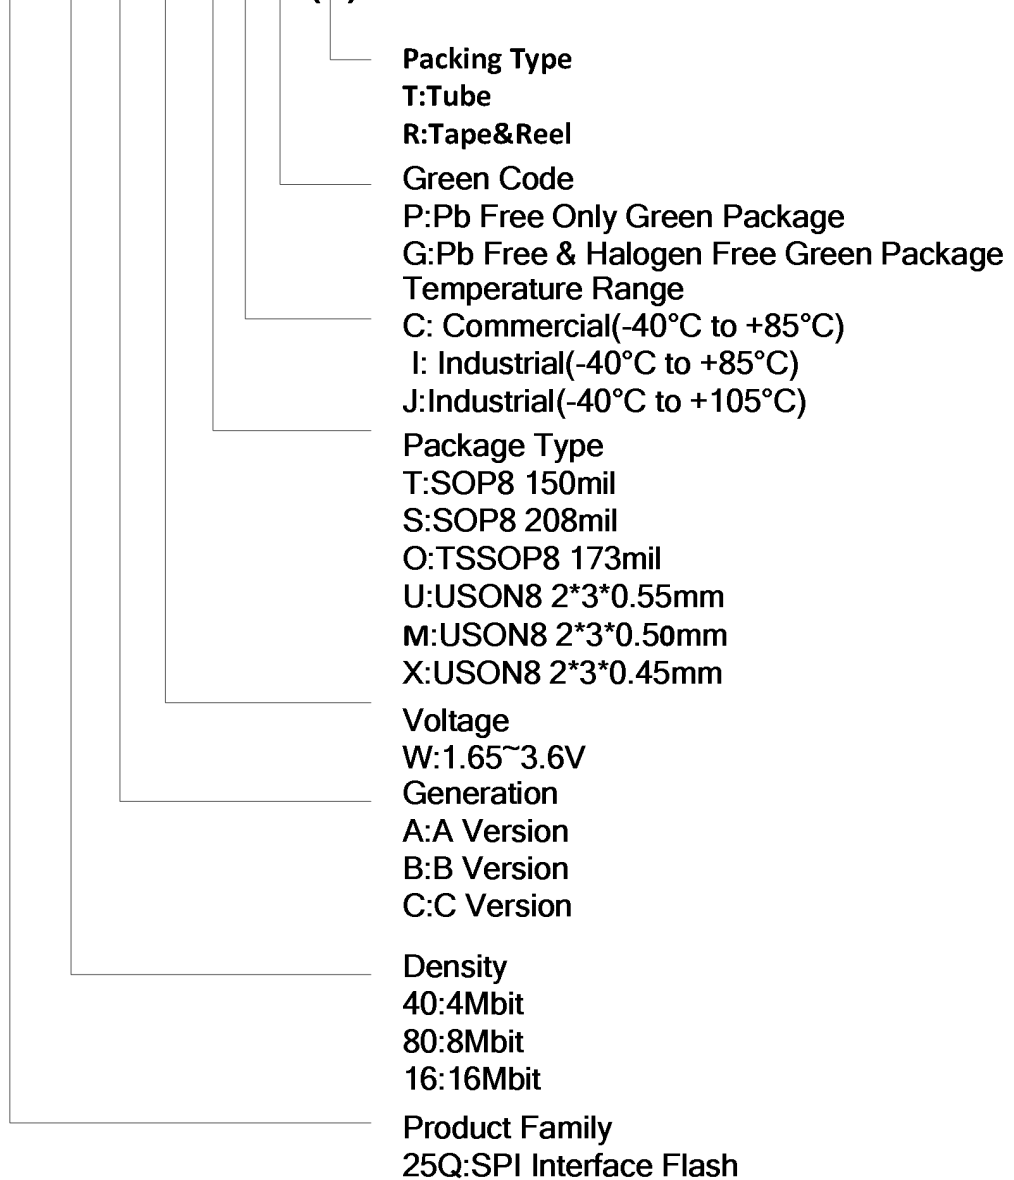 Packing Type
T:Tube
R:Tape&Reel
Green Code
P:Pb Free Only Green Package
G:Pb Free & Halogen Free Green Package
Temperature Range
C: Commercial(-40°C to +85°C)
I: Industrial(-40°C to +85°C)
J:Industrial(-40°C to +105°C)
Package Type
T:SOP8 150mil
S:SOP8 208mil
O:TSSOP8 173mil
U:USON8 2*3*0.55mm
M:USON8 2*3*0.50mm
X:USON8 2*3*0.45mm
Voltage
W:1.65~3.6V
Generation
A:A Version
B:B Version
C:C Version
Density
40:4Mbit
80:8Mbit
16:16Mbit
Product Family
25Q:SPI Interface Flash